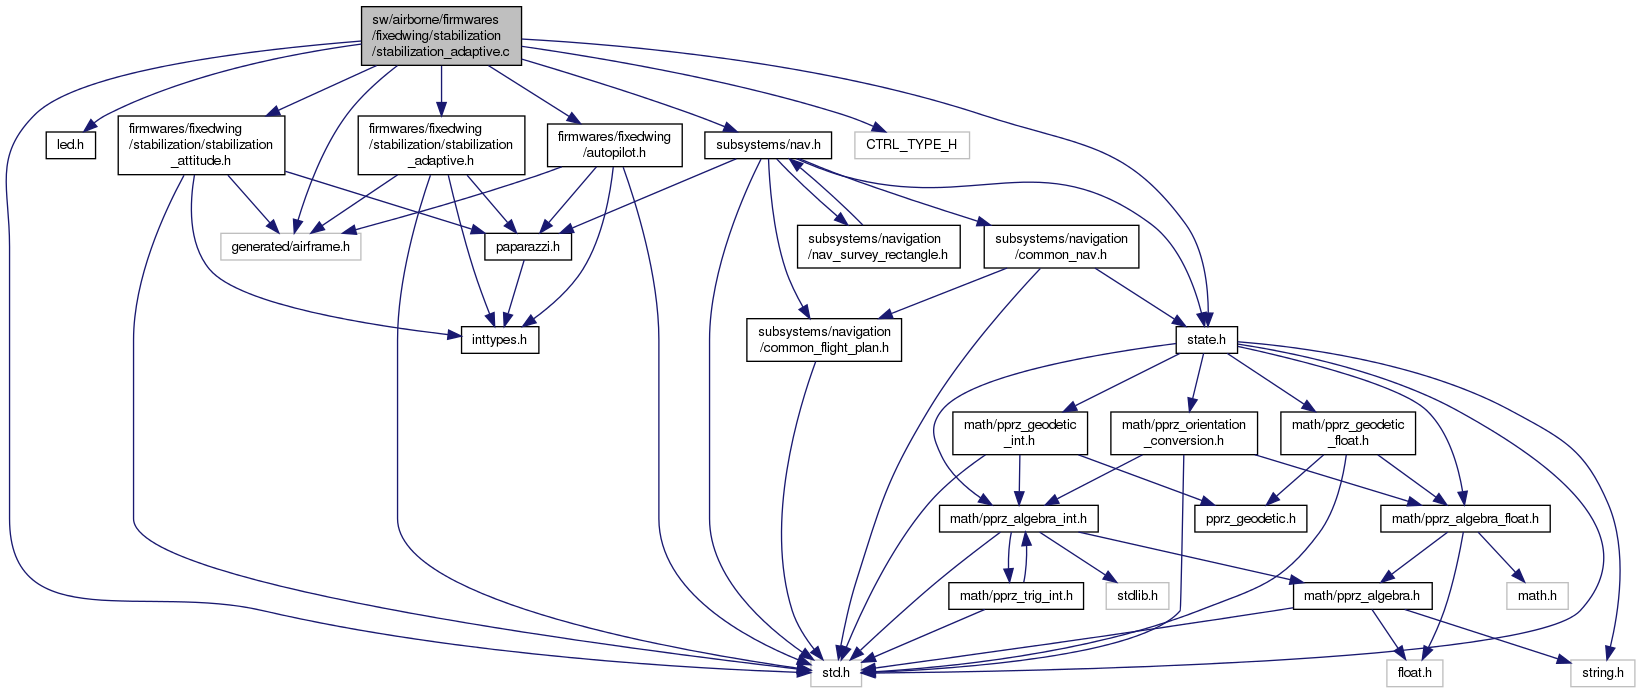 sw/airborne/firmwares
/fixedwing/stabilization
/stabilization_adaptive.c
led.h
firmwares/fixedwing
/stabilization/stabilization
_attitude.h
firmwares/fixedwing
/stabilization/stabilization
_adaptive.h
firmwares/fixedwing
/autopilot.h
subsystems/nav.h
CTRL_TYPE_H
generated/airframe.h
paparazzi.h
subsystems/navigation
/nav_survey_rectangle.h
subsystems/navigation
/common_nav.h
inttypes.h
subsystems/navigation
/common_flight_plan.h
state.h
math/pprz_geodetic
_int.h
math/pprz_orientation
_conversion.h
math/pprz_geodetic
_float.h
math/pprz_algebra_int.h
pprz_geodetic.h
math/pprz_algebra_float.h
math/pprz_trig_int.h
stdlib.h
math/pprz_algebra.h
math.h
std.h
float.h
string.h